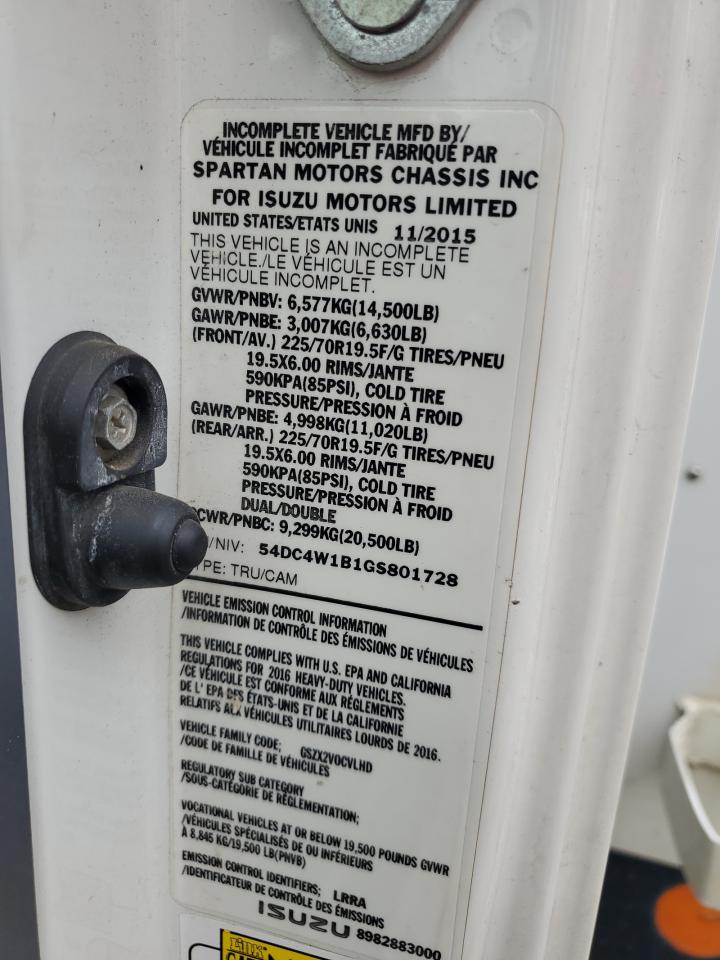 INCOMPLETE VEHICLE MFD BY/
VÉHICULE INCOMPLET FABRIQUÉ PAR
SPARTAN MOTORS CHASSIS INC
FOR ISUZU MOTORS LIMITED
UNITED STATES/ETATS UNIS 11/2015
THIS VEHICLE IS AN INCOMPLETE
VEHICLE./LE VÉHICULE EST UN
VÉHICULE INCOMPLET.
GVWR/PNBV: 6,577KG(14,500LB)
GAWR/PNBE: 3,007KG(6,630LB)
(FRONT/AV.) 225/70R19.5F/G TIRES/PNEU
19.5X6.00 RIMS/JANTE
590KPA(85PSI), COLD TIRE
PRESSURE/PRESSION À FROID
GAWR/PNBE: 4,998KG(11,020LB)
(REAR/ARR.) 225/70R19.5F/G TIRES/PNEU
19.5X6.00 RIMS/JANTE
590KPA(85PSI), COLD TIRE
PRESSURE/PRESSION À FROID
DUAL/DOUBLE
CWR/PNBC: 9,299KG(20,500LB)
/NIV: 54DC4W1B1GS801728
PE: TRU/CAM
VEHICLE EMISSION CONTROL INFORMATION
/INFORMATION DE CONTRÔLE DES ÉMISSIONS DE VÉHICULES
THIS VEHICLE COMPLIES WITH U.S. EPA AND CALIFORNIA
REGULATIONS FOR 2016 HEAVY-DUTY VEHICLES.
/CE VÉHICULE EST CONFORME AUX RÉGLEMENTS
DE L' EPA DES ÉTATS-UNIS ET DE LA CALIFORNIE
RELATIFS AUX VÉHICULES UTILITAIRES LOURDS DE 2016.
VEHICLE FAMILY CODE: GSZX2VOCVLHD
/CODE DE FAMILLE DE VÉHICULES
REGULATORY SUB CATEGORY
/SOUS-CATÉGORIE DE RÉGLEMENTATION;
VOCATIONAL VEHICLES AT OR BELOW 19,500 POUNDS GVWR
/VÉHICULES SPÉCIALISÉS DE OU INFÉRIEURS
À 8,845 KG/19,500 LB(PNVB)
EMISSION CONTROL IDENTIFIERS: LRRA
/IDENTIFICATEUR DE CONTRÔLE DES ÉMISSIONS
ISUZU 8982883000
Link